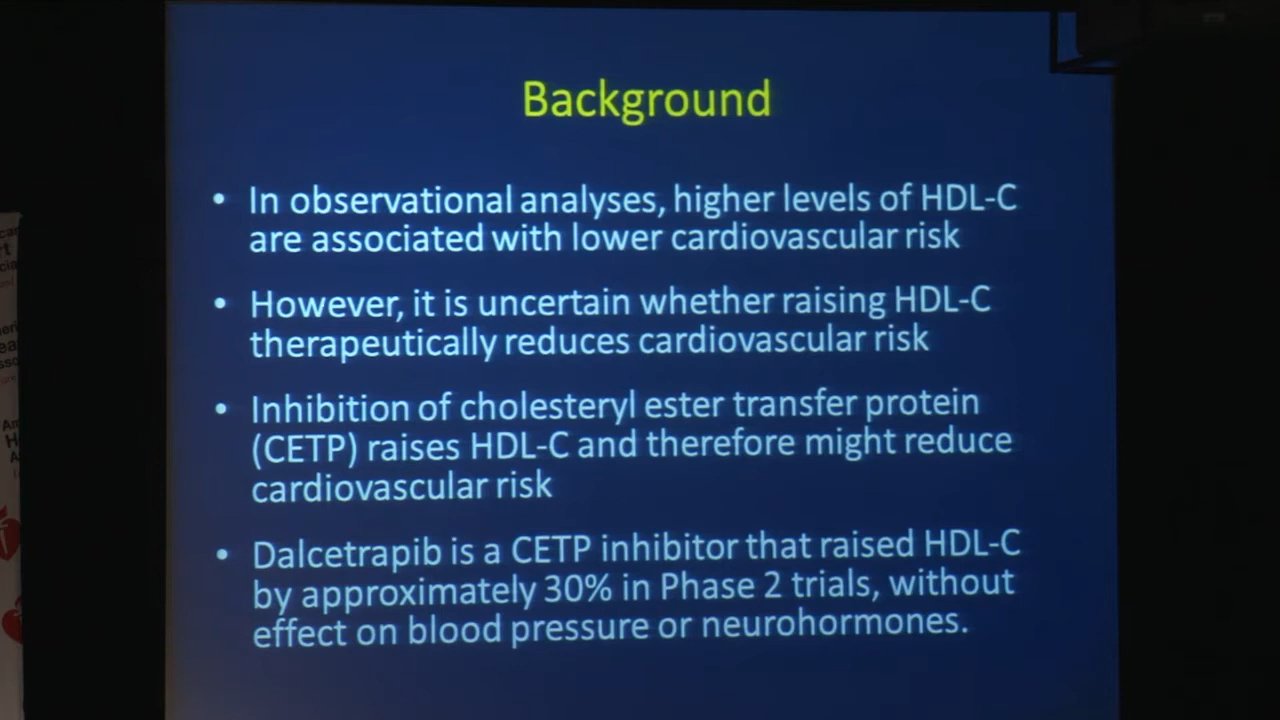 Background
• In observational analyses, higher levels of HDL-C
are associated with lower cardiovascular risk
• However, it is uncertain whether raising HDL-C
therapeutically reduces cardiovascular risk
• Inhibition of cholesteryl ester transfer protein
(CETP) raises HDL-C and therefore might reduce
cardiovascular risk
• Dalcetrapib is a CETP inhibitor that raised HDL-C
by approximately 30% in Phase 2 trials, without
effect on blood pressure or neurohormones.